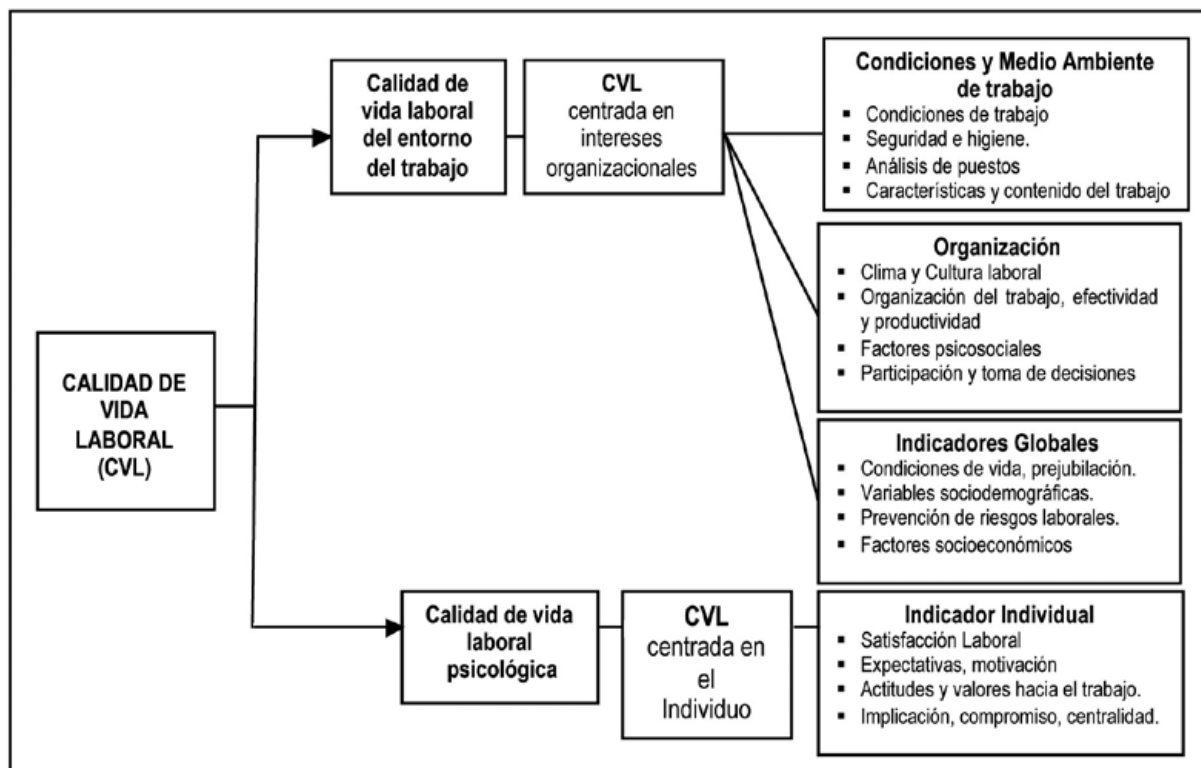 CALIDAD DE
VIDA
LABORAL
(CVL)
Calidad de
vida laboral
del entorno
del trabajo
CVL
centrada en
intereses
organizacionales
Condiciones y Medio Ambiente
de trabajo
▪ Condiciones de trabajo
▪ Seguridad e higiene.
▪ Análisis de puestos
▪ Características y contenido del trabajo
Organización
▪ Clima y Cultura laboral
▪ Organización del trabajo, efectividad
y productividad
▪ Factores psicosociales
▪ Participación y toma de decisiones
Indicadores Globales
▪ Condiciones de vida, prejubilación.
▪ Variables sociodemográficas.
▪ Prevención de riesgos laborales.
▪ Factores socioeconómicos
Calidad de vida
laboral
psicológica
CVL
centrada en
el
Individuo
Indicador Individual
▪ Satisfacción Laboral
▪ Expectativas, motivación
▪ Actitudes y valores hacia el trabajo.
▪ Implicación, compromiso, centralidad.